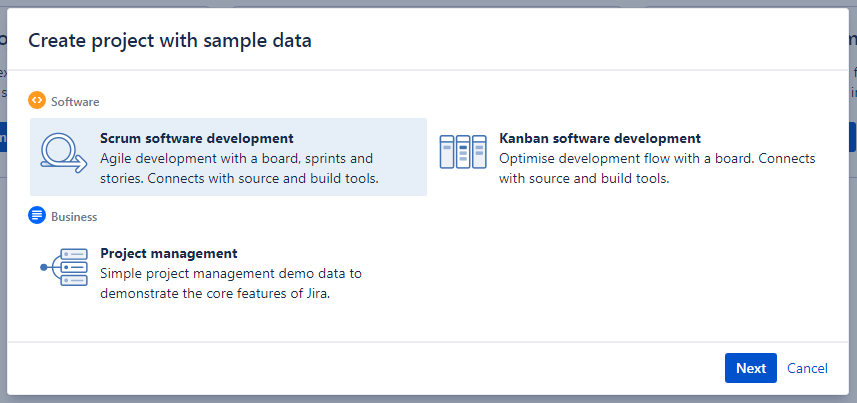 Create project with sample data
Software
Scrum software development
Agile development with a board, sprints and
stories. Connects with source and build tools.
Kanban software development
Optimise development flow with a board. Connects
with source and build tools.
Business
Project management
Simple project management demo data to
demonstrate the core features of Jira.
Next
Cancel